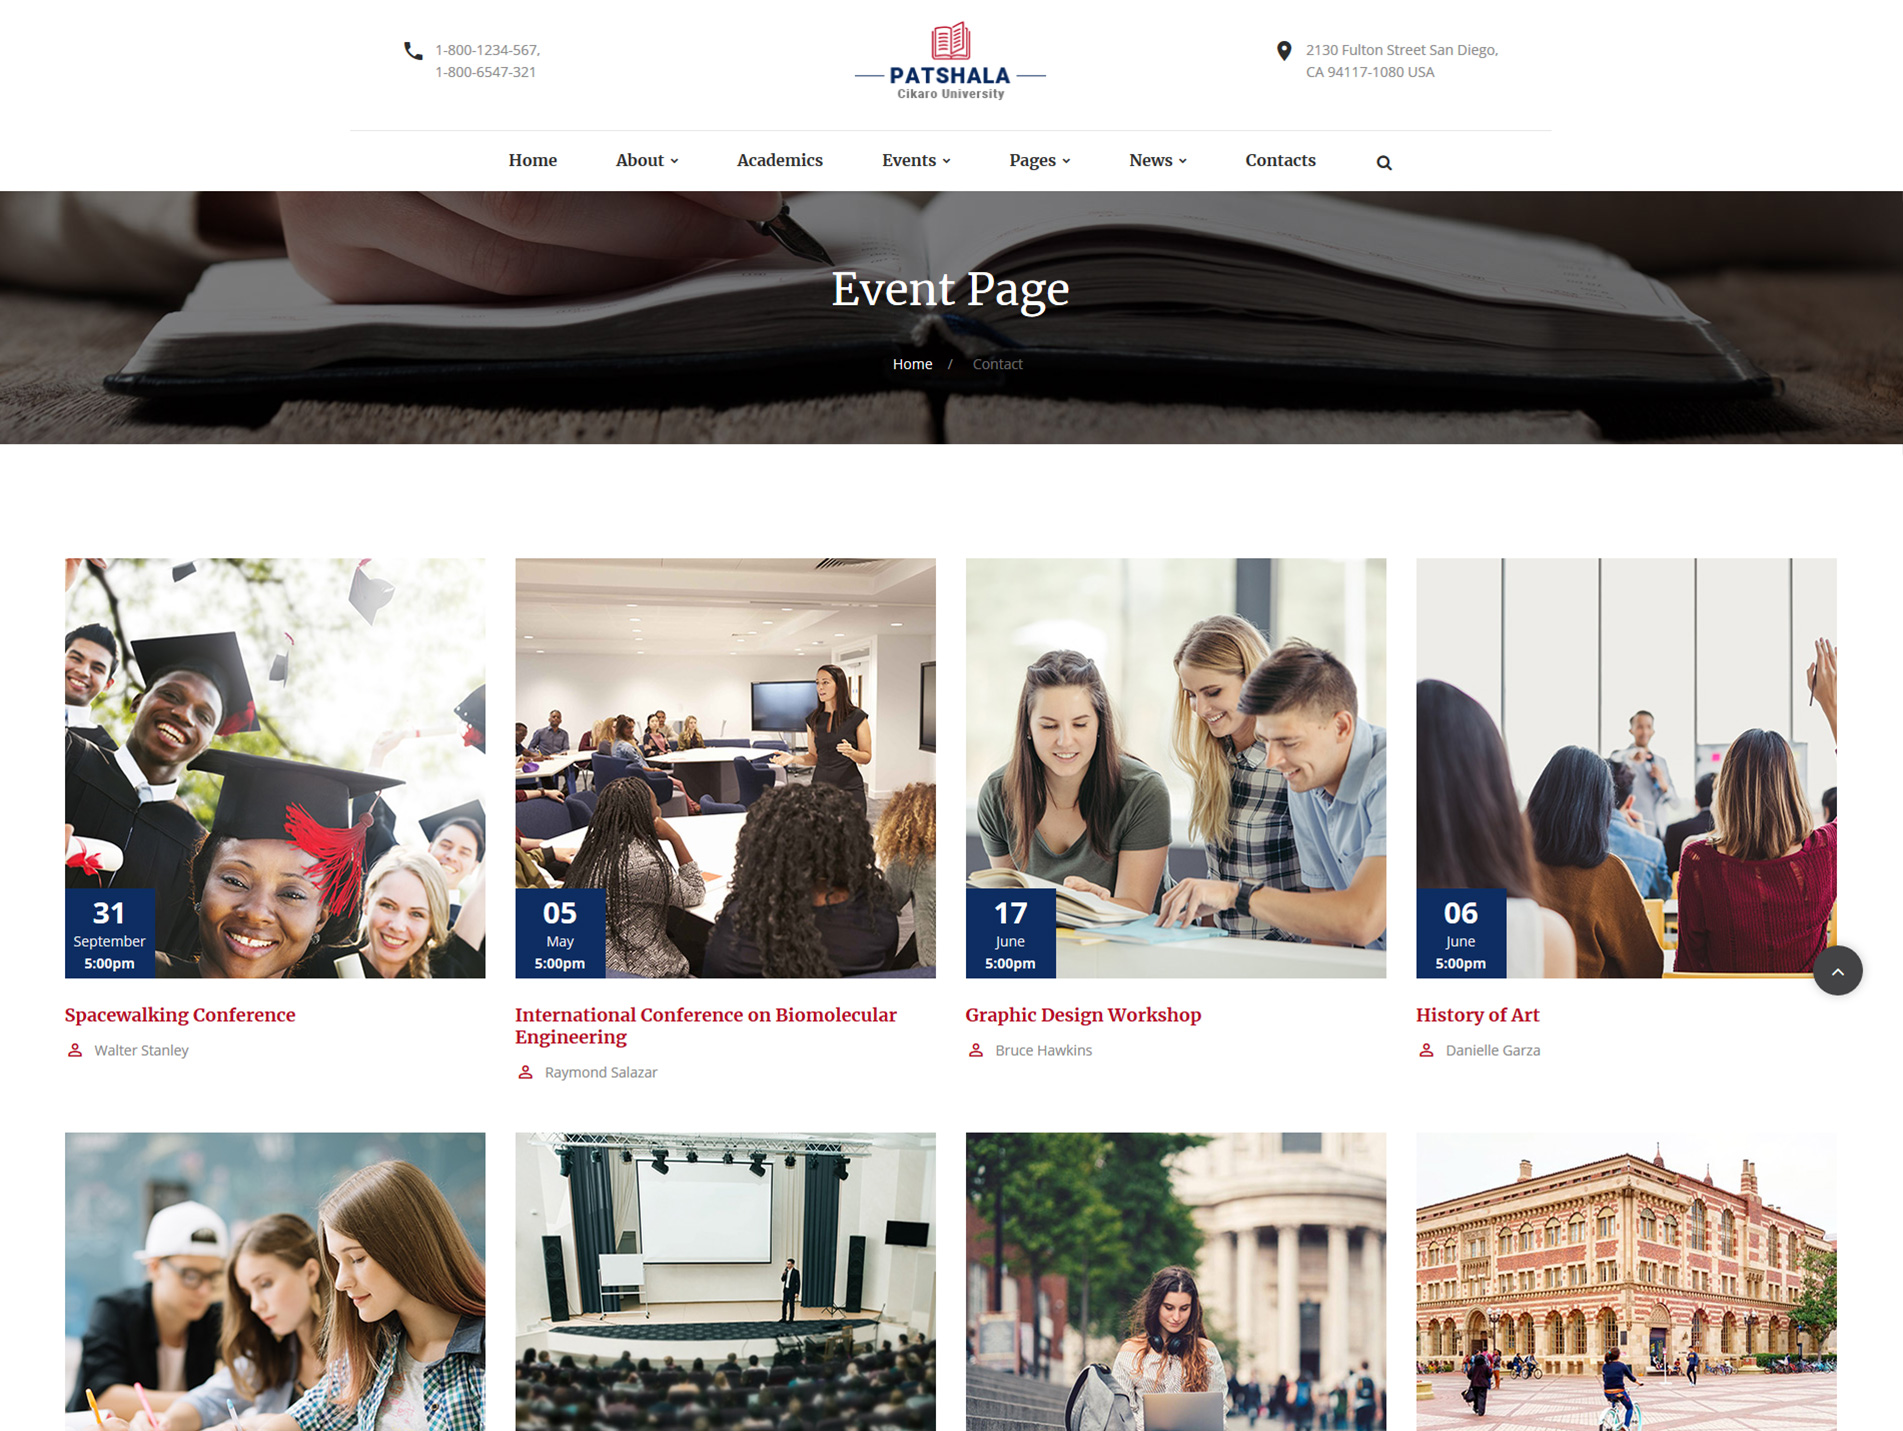 1-800-1234-567,
1-800-6547-321
PATSHALA
Cikaro University
2130 Fulton Street San Diego,
CA 94117-1080 USA
Home About Academics Events Pages News Contacts
Event Page
Home / Contact
31
September
5:00pm
Spacewalking Conference
Walter Stanley
05
May
5:00pm
International Conference on Biomolecular
Engineering
Raymond Salazar
17
June
5:00pm
Graphic Design Workshop
Bruce Hawkins
06
June
5:00pm
History of Art
Danielle Garza